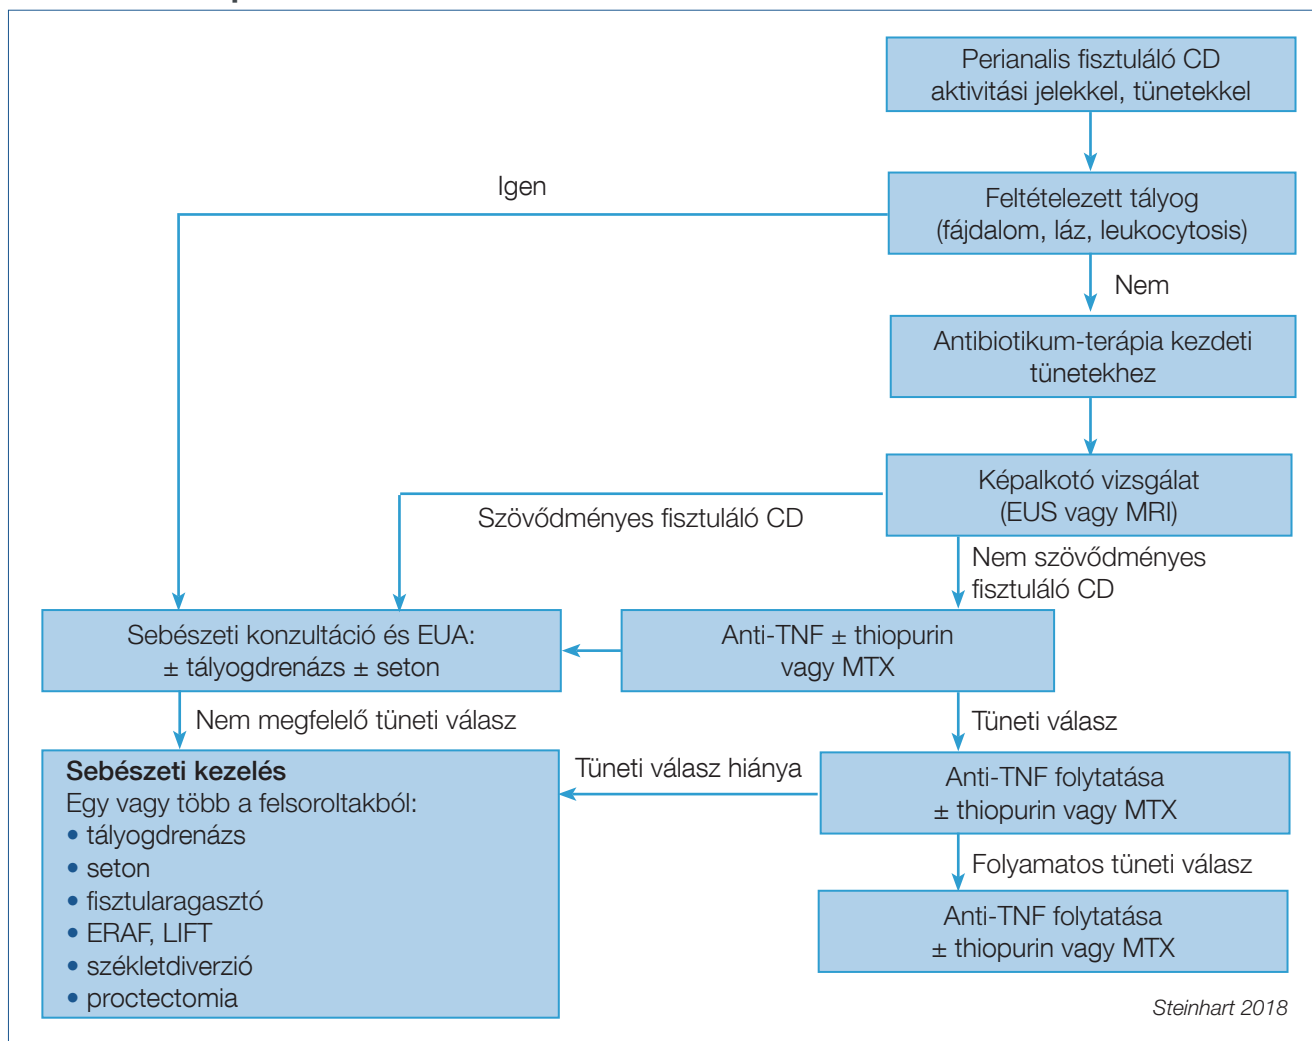 Perianalis fisztuláló CD
aktivitási jelekkel, tünetekkel
Igen
Feltételezett tályog
(fájdalom, láz, leukocytosis)
Nem
Antibiotikum-terápia kezdeti
tünetekhez
Képalkotó vizsgálat
(EUS vagy MRI)
Szövődményes fisztuláló CD
Nem szövődményes
fisztuláló CD
Sebészeti konzultáció és EUA:
± tályogdrenázs ± seton
Anti-TNF ± thiopurin
vagy MTX
Nem megfelelő tüneti válasz
Tüneti válasz
Sebészeti kezelés
Egy vagy több a felsoroltakból:
• tályogdrenázs
• seton
• fisztularagasztó
• ERAF, LIFT
• székletdiverzió
• proctectomia
Tüneti válasz hiánya
Anti-TNF folytatása
± thiopurin vagy MTX
Folyamatos tüneti válasz
Anti-TNF folytatása
± thiopurin vagy MTX
Steinhart 2018